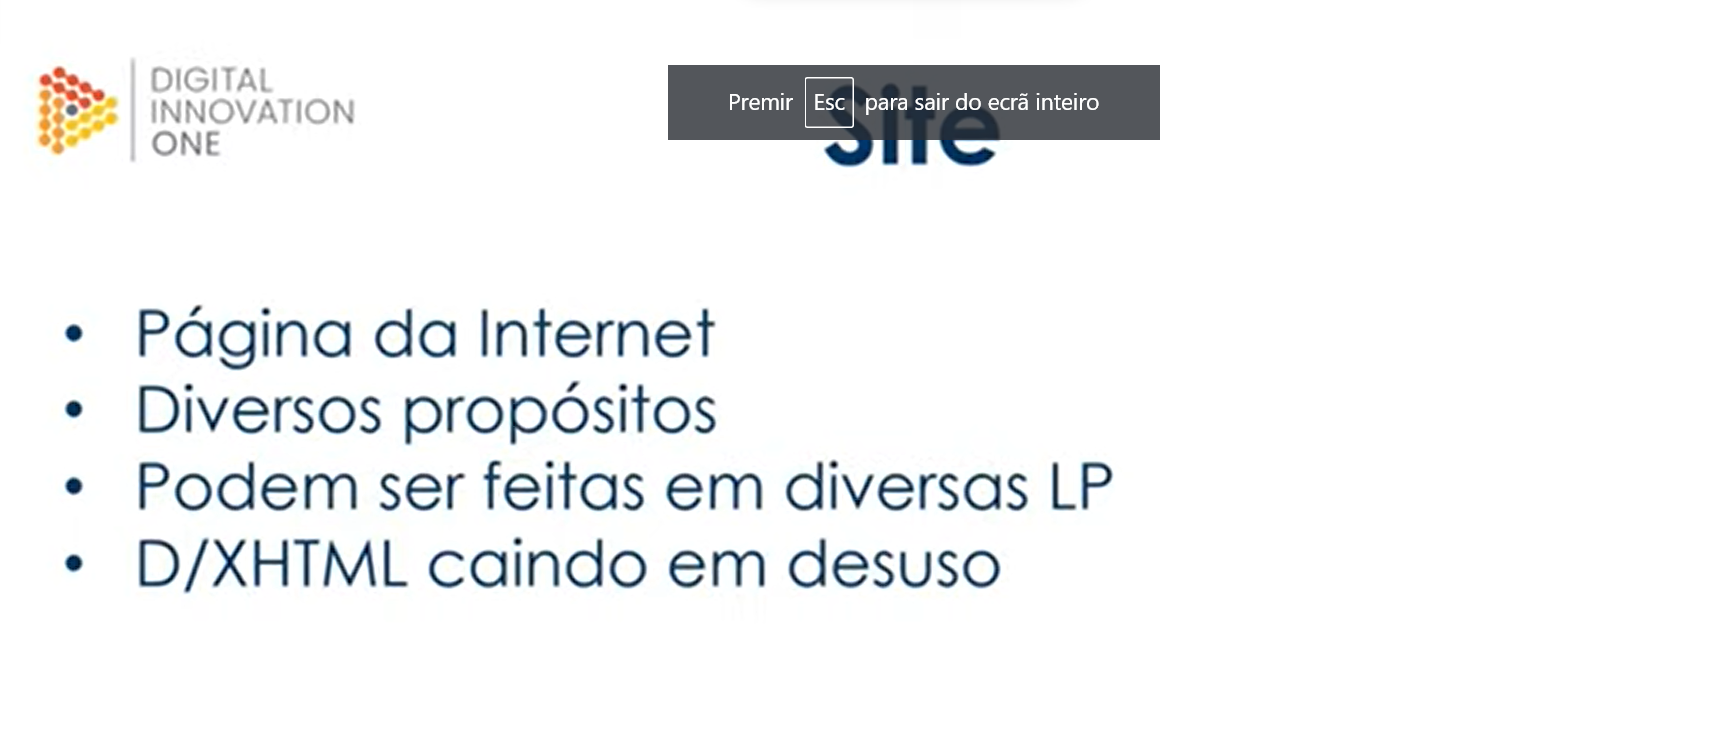 DIGITAL
INNOVATION
ONE
Premir Esc para sair do ecrã inteiro
Site
• Página da Internet
• Diversos propósitos
• Podem ser feitas em diversas LP
• D/XHTML caindo em desuso